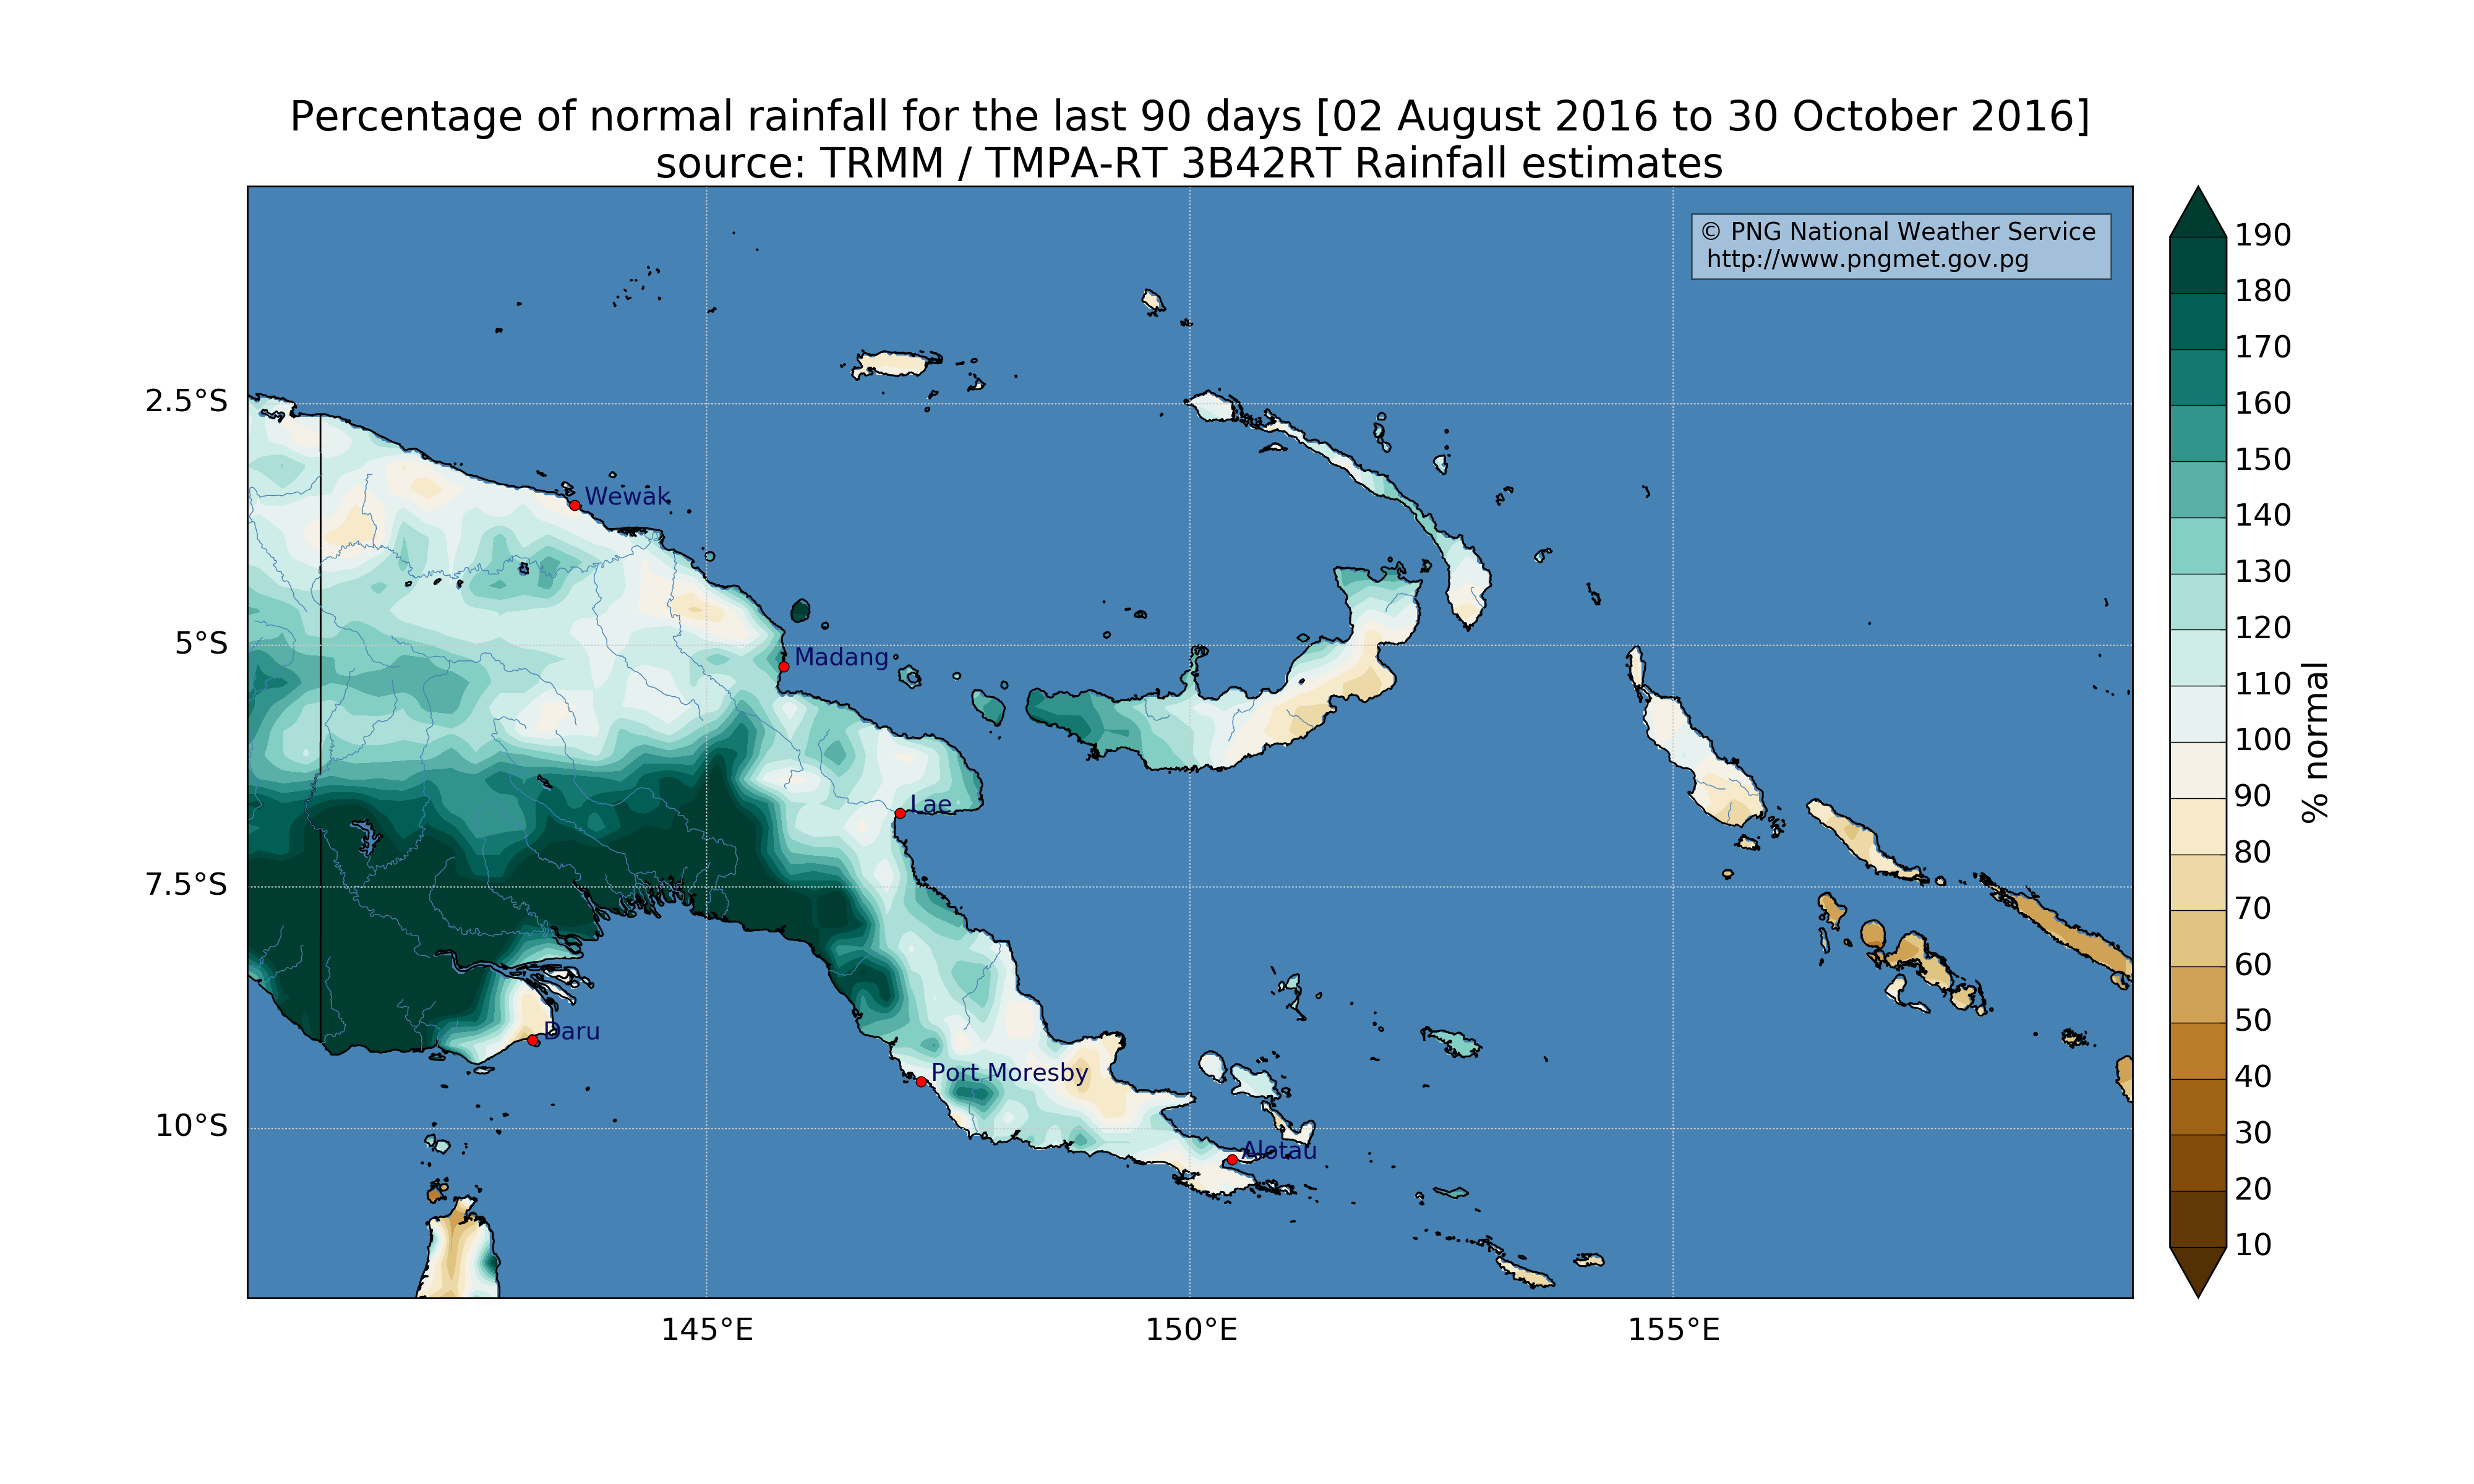 Percentage of normal rainfall for the last 90 days [02 August 2016 to 30 October 2016]
source: TRMM / TMPA-RT 3B42RT Rainfall estimates
© PNG National Weather Service
http://www.pngmet.gov.pg
2.5°S
5°S
7.5°S
10°S
145°E
150°E
155°E
Wewak
Madang
Lae
Daru
Port Moresby
Alotau
190
180
170
160
150
140
130
120
110
100
90
80
70
60
50
40
30
20
10
% normal